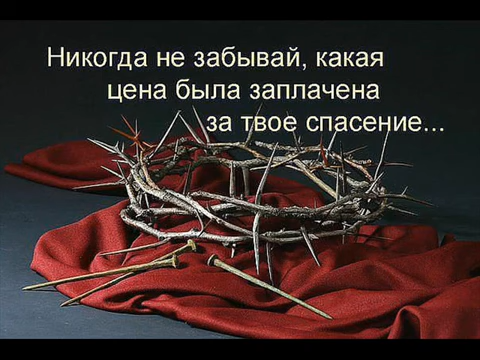 Никогда не забывай, какая
цена была заплачена
за твое спасение...